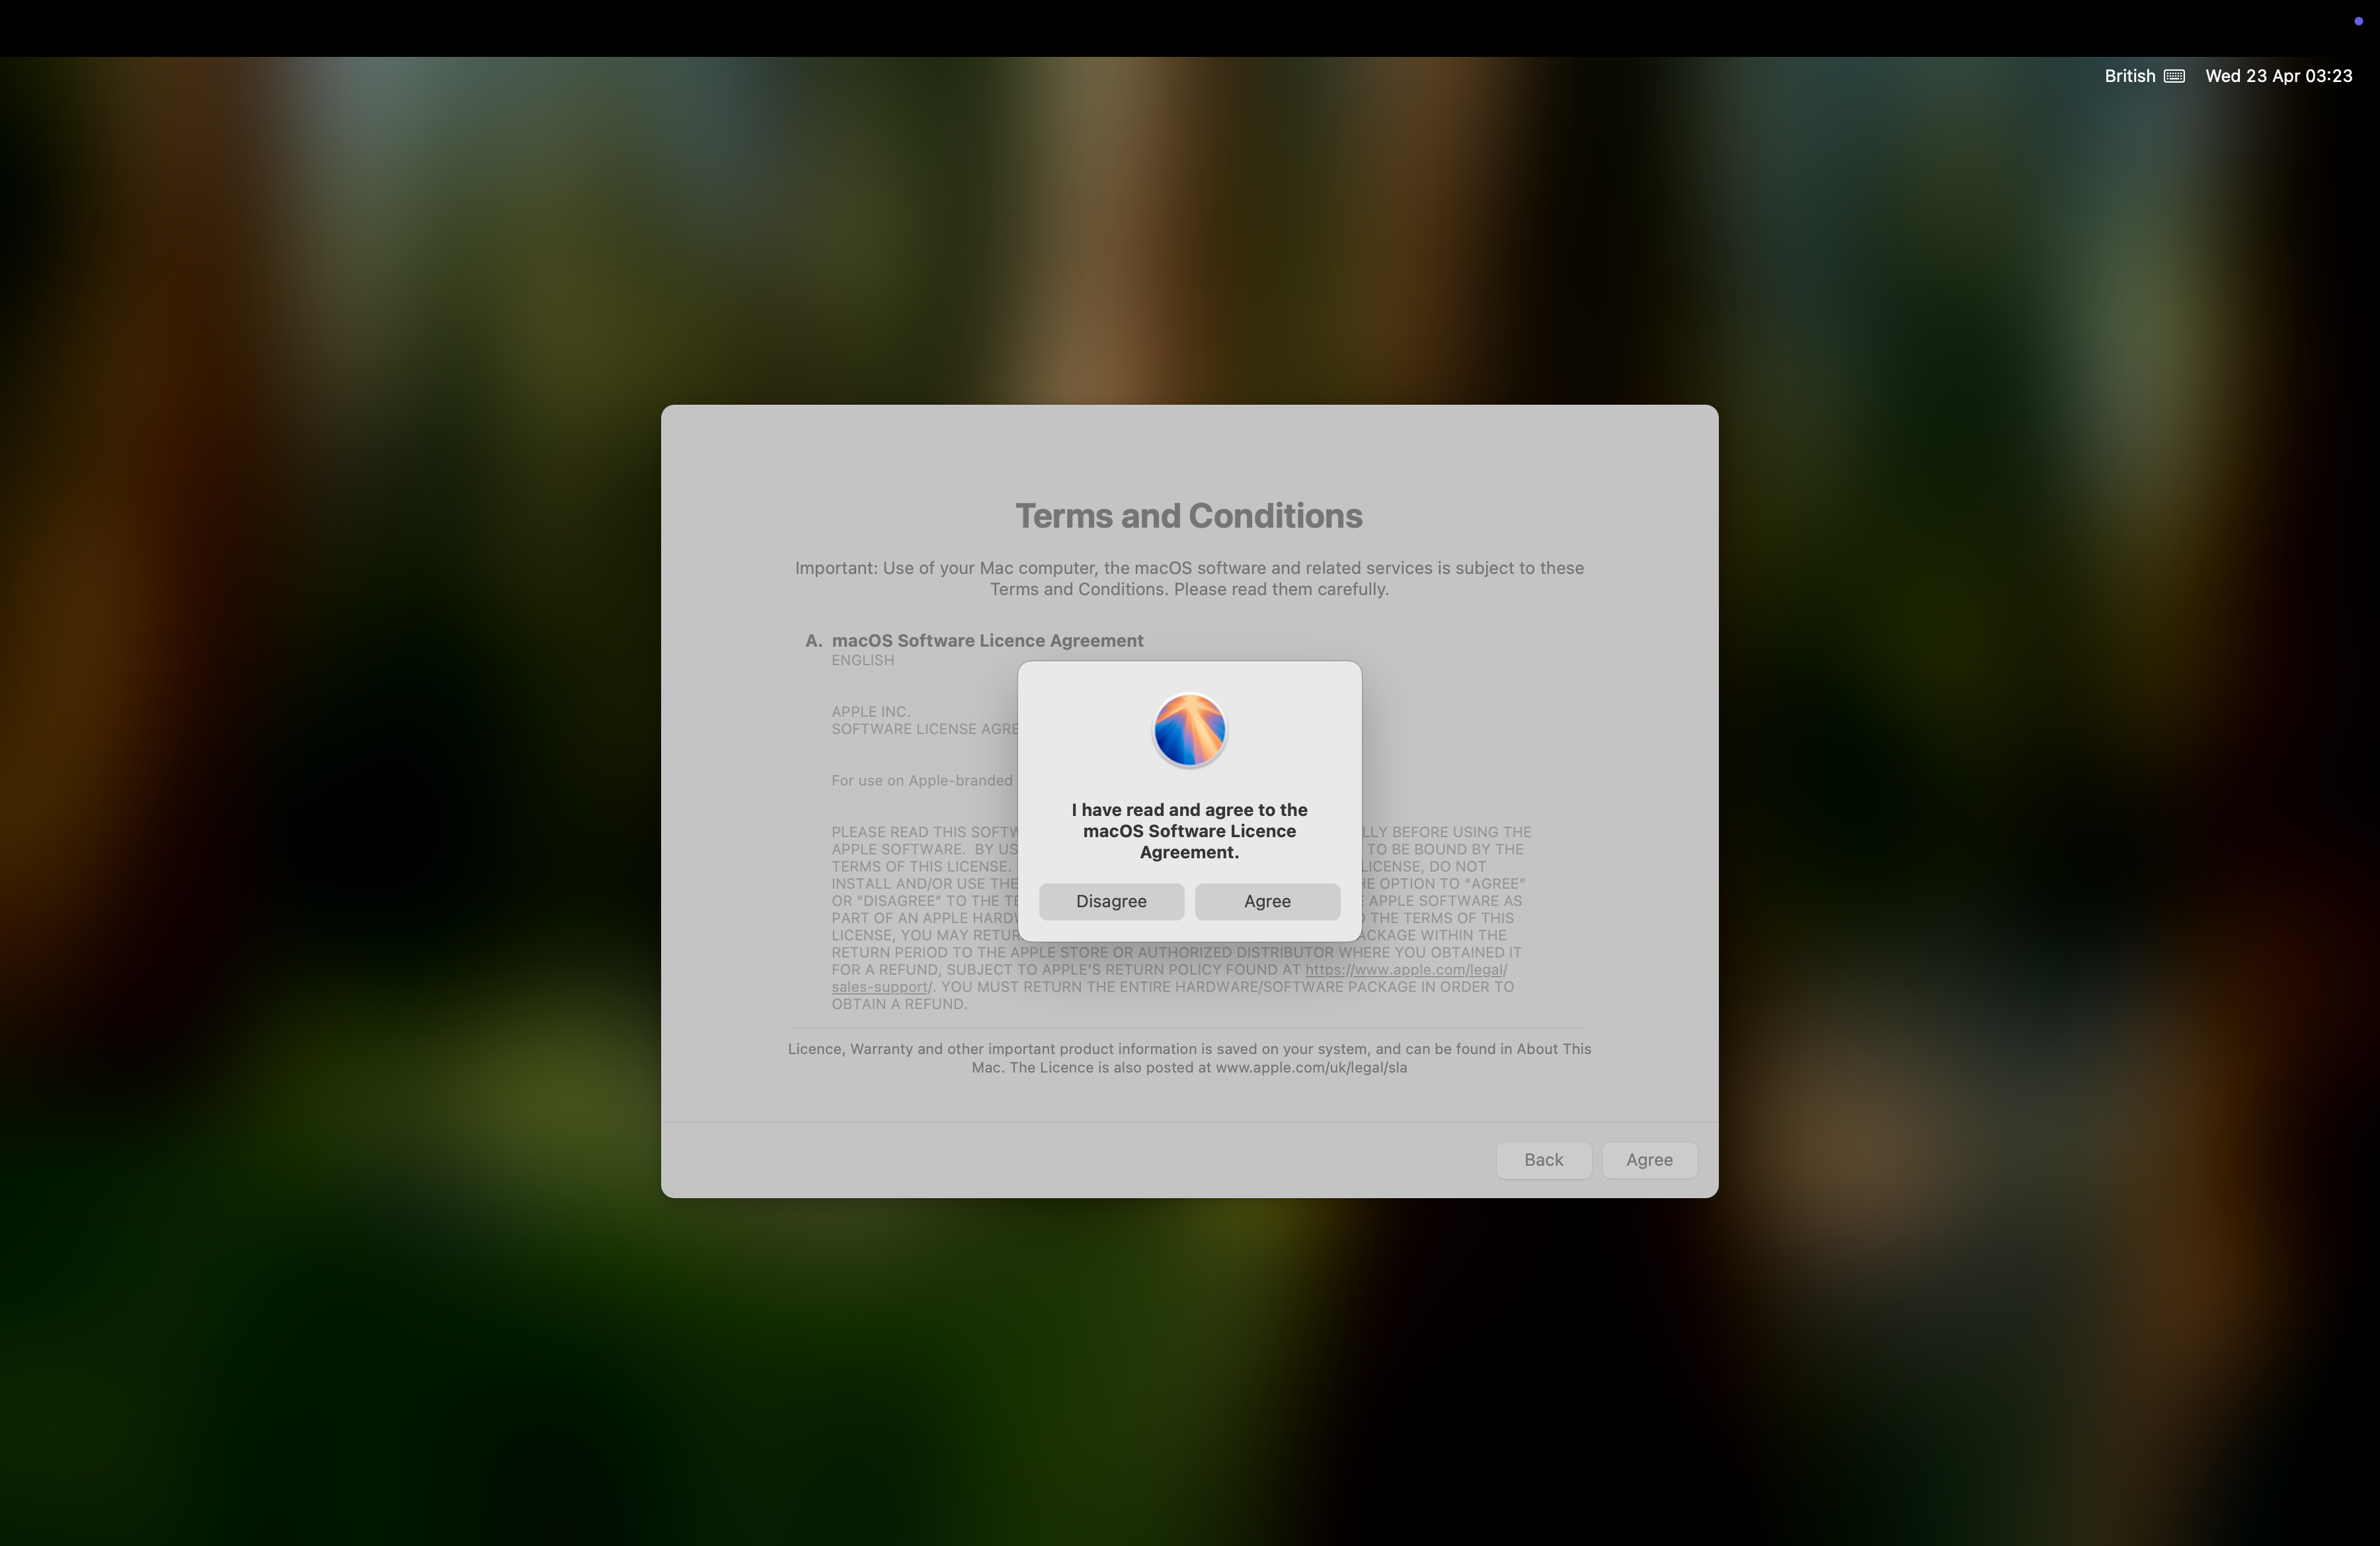 British Wed 23 Apr 03:23
Terms and Conditions
Important: Use of your Mac computer, the macOS software and related services is subject to these
Terms and Conditions. Please read them carefully.
A. macOS Software Licence Agreement
ENGLISH
APPLE INC.
SOFTWARE LICENSE AGRE
For use on Apple-branded
I have read and agree to the
macOS Software Licence
Agreement.
Disagree Agree
PLEASE READ THIS SOFTW LLY BEFORE USING THE
APPLE SOFTWARE. BY US TO BE BOUND BY THE
TERMS OF THIS LICENSE. LICENSE, DO NOT
INSTALL AND/OR USE THE HE OPTION TO "AGREE"
OR "DISAGREE" TO THE TE E APPLE SOFTWARE AS
PART OF AN APPLE HARDW O THE TERMS OF THIS
LICENSE, YOU MAY RETUR ACKAGE WITHIN THE
RETURN PERIOD TO THE APPLE STORE OR AUTHORIZED DISTRIBUTOR WHERE YOU OBTAINED IT
FOR A REFUND, SUBJECT TO APPLE'S RETURN POLICY FOUND AT https://www.apple.com/legal/
sales-support/. YOU MUST RETURN THE ENTIRE HARDWARE/SOFTWARE PACKAGE IN ORDER TO
OBTAIN A REFUND.
Licence, Warranty and other important product information is saved on your system, and can be found in About This
Mac. The Licence is also posted at www.apple.com/uk/legal/sla
Back Agree